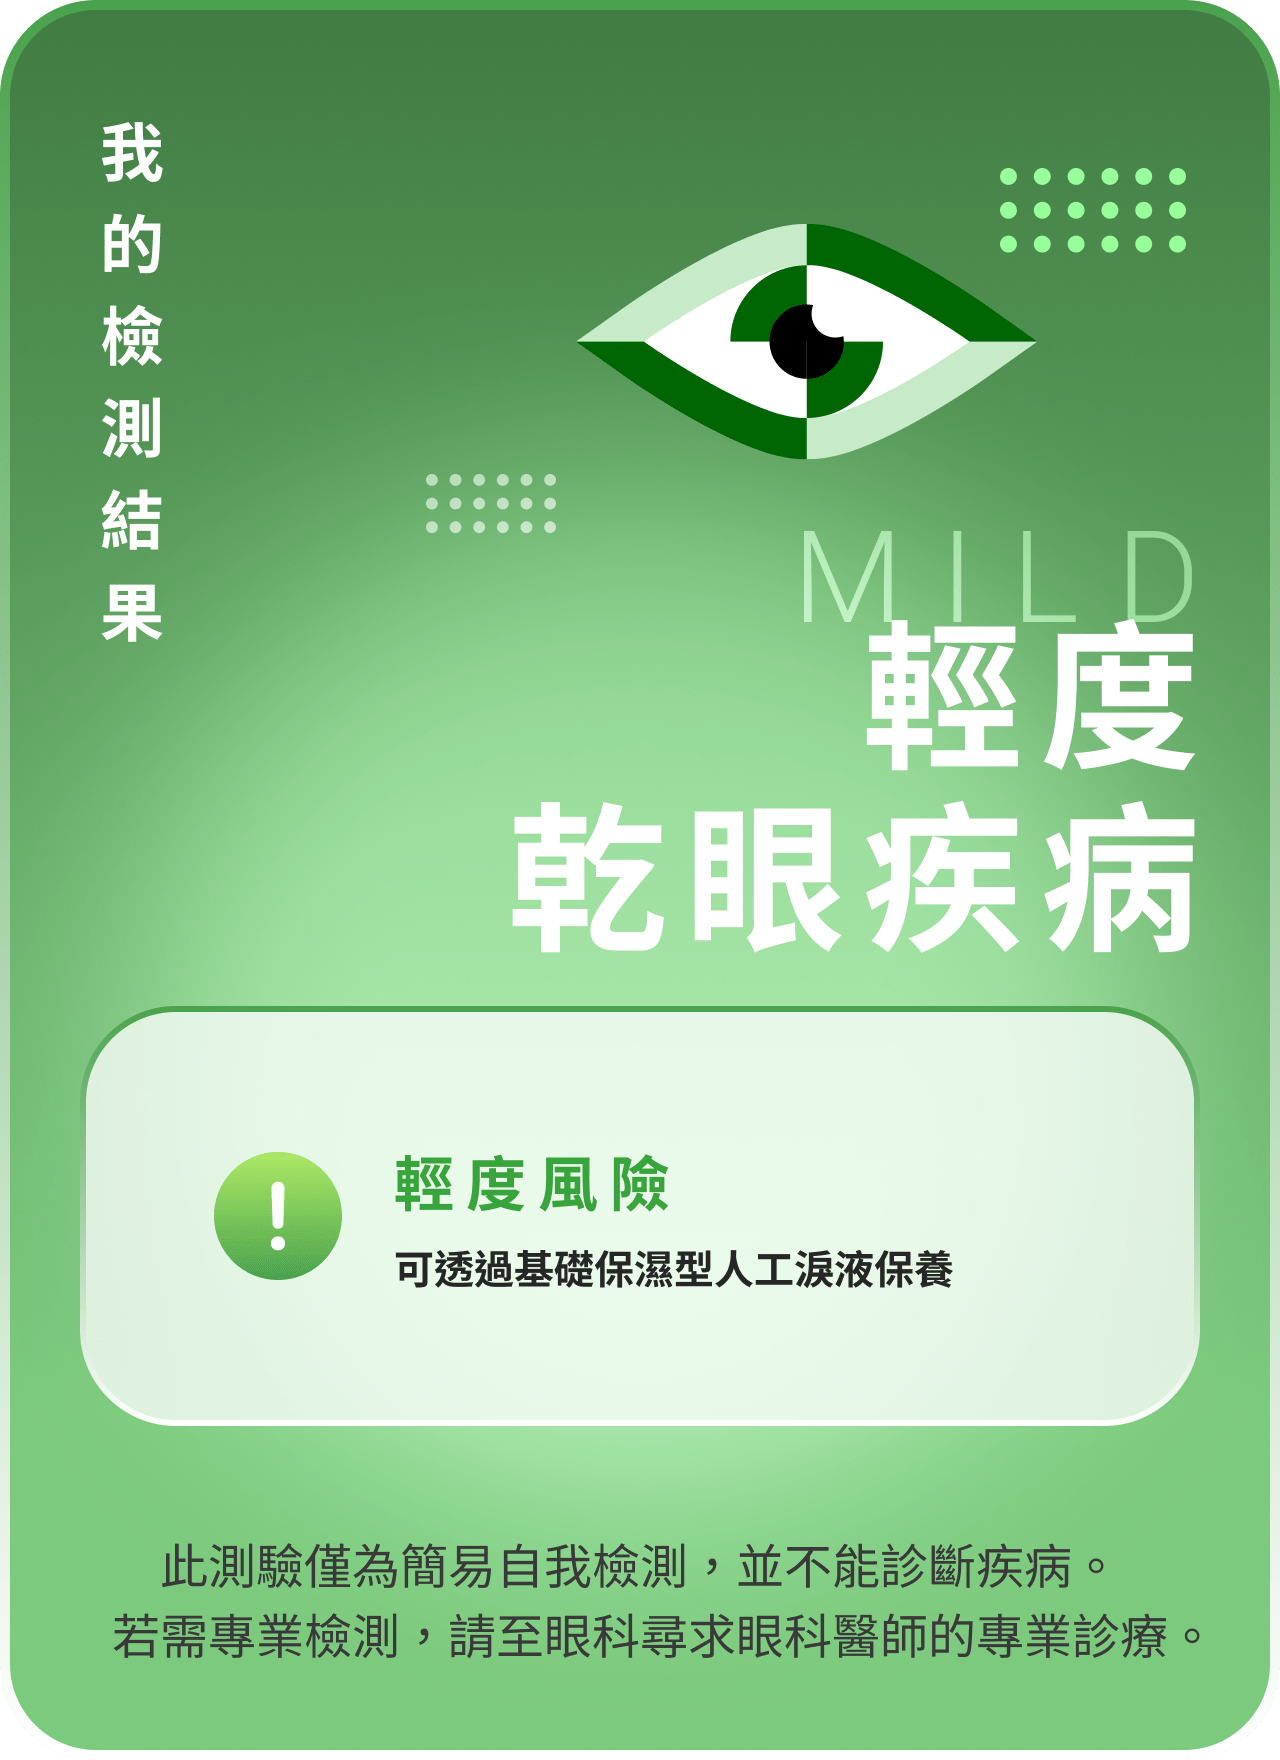 我的檢測結果
MILD
輕度
乾眼疾病
輕度風險
可透過基礎保濕型人工淚液保養
此測驗僅為簡易自我檢測，並不能診斷疾病。
若需專業檢測，請至眼科尋求眼科醫師的專業診療。